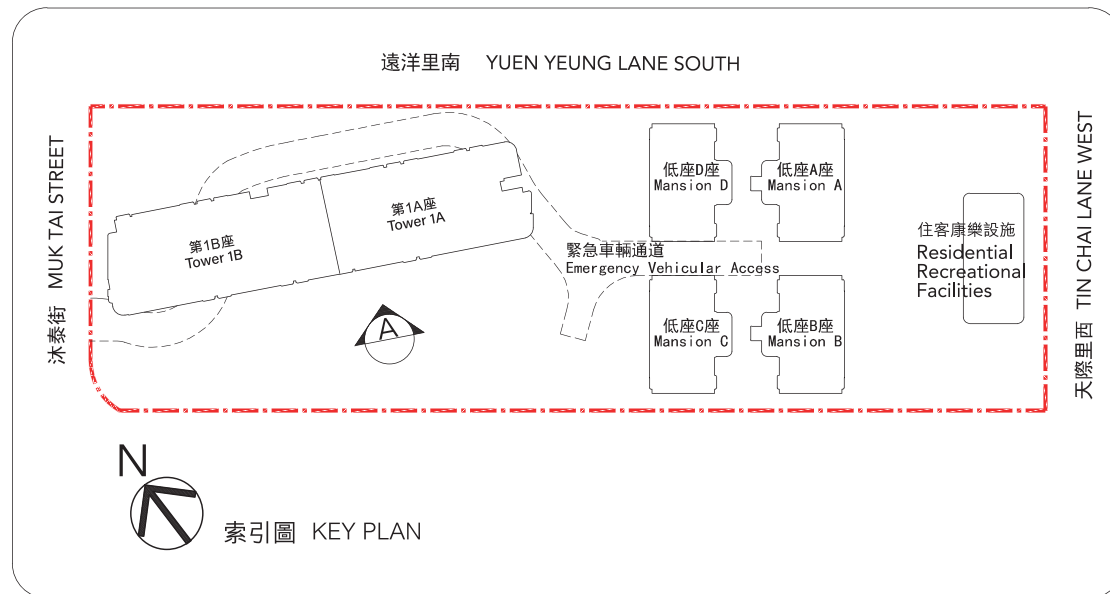 遠洋里南 YUEN YEUNG LANE SOUTH
沐泰街 MUK TAI STREET
第1B座
Tower 1B
第1A座
Tower 1A
低座D座
Mansion D
低座A座
Mansion A
緊急車輛通道
Emergency Vehicular Access
低座C座
Mansion C
低座B座
Mansion B
住客康樂設施
Residential
Recreational
Facilities
天際里西 TIN CHAI LANE WEST
A
N
索引圖 KEY PLAN